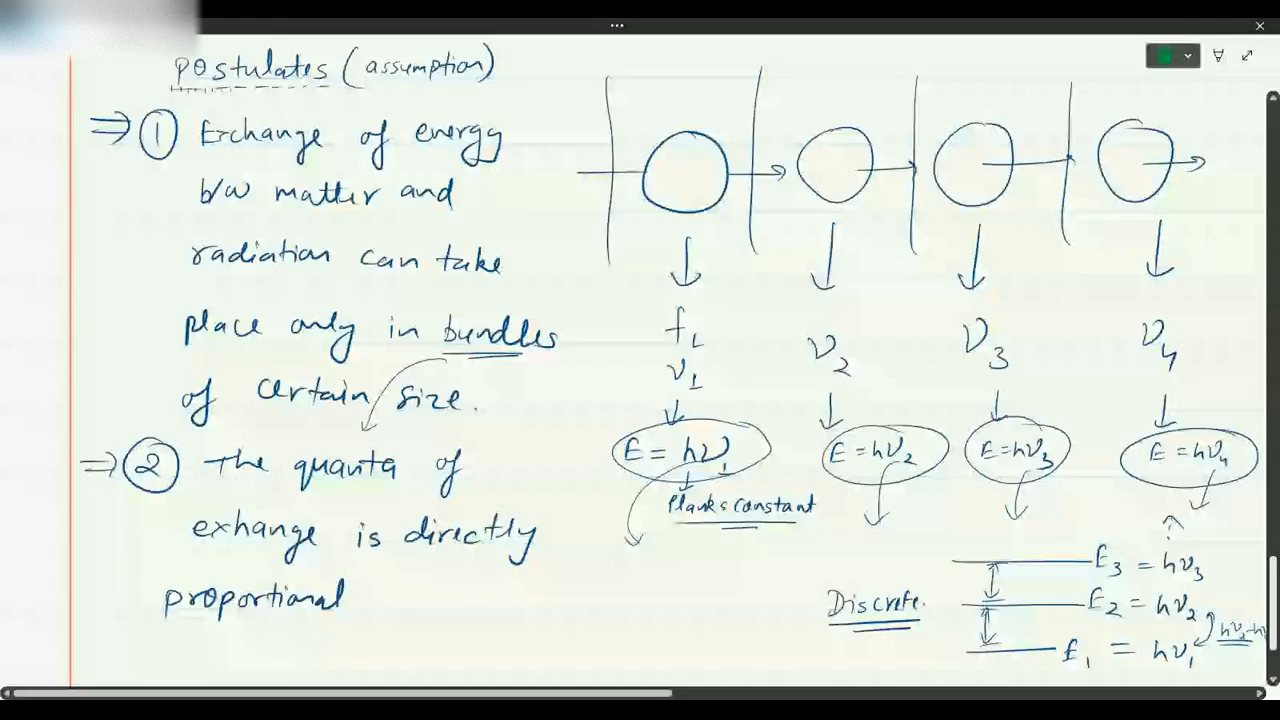 Postulates (assumption)
⇒ 1 Exchange of energy
b/w matter and
radiation can take
place only in bundles
of certain size.
⇒ 2 The quanta of
exhange is directly
proportional
f1
ν1 ν2 ν3 ν4
E = hν1 E = hν2 E = hν3 E = hν4
Planks constant
Discrete.
E3 = hν3
E2 = hν2
E1 = hν1